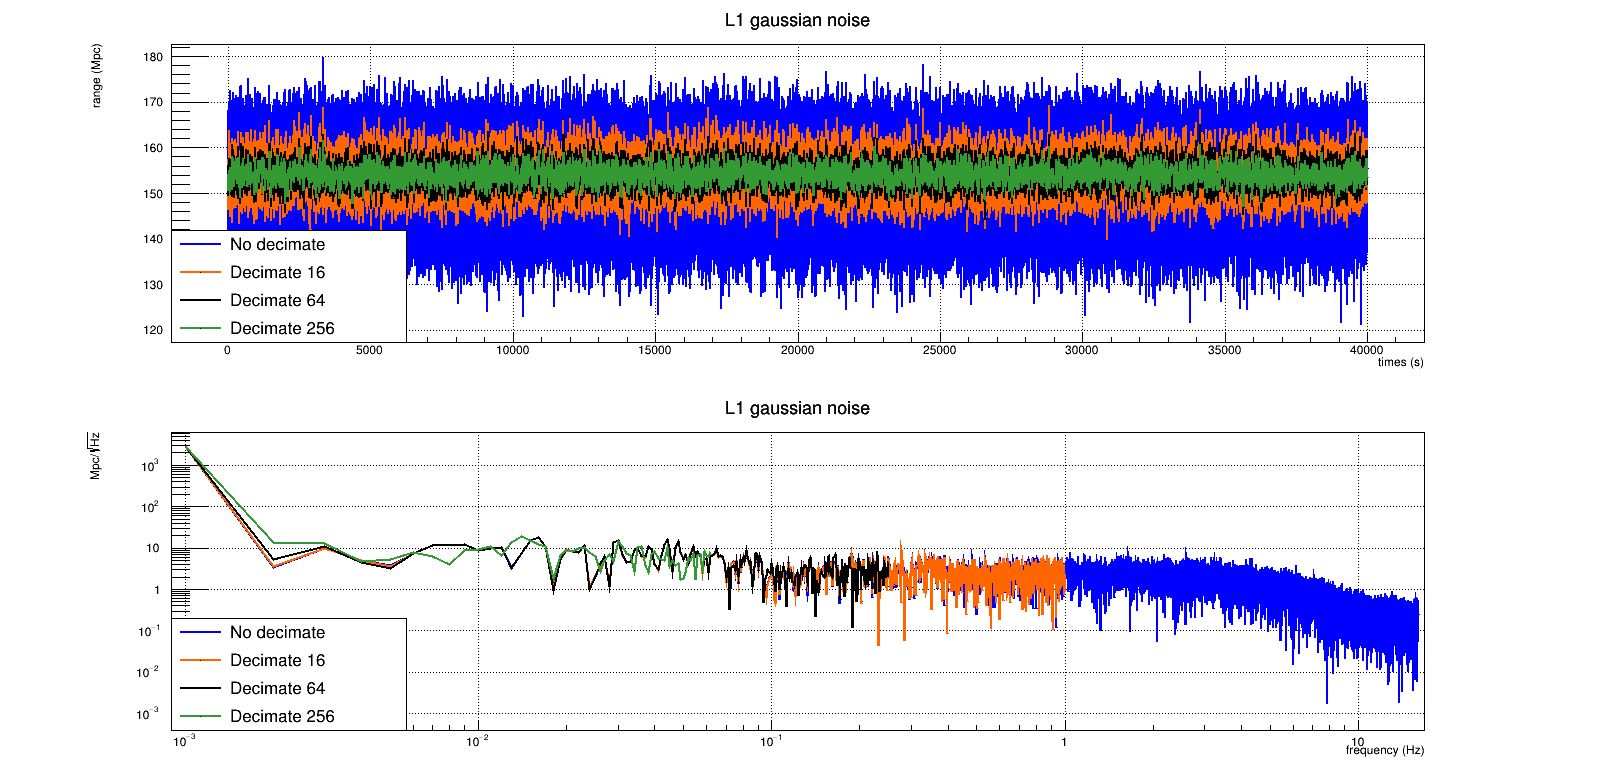 L1 gaussian noise
range (Mpc)
180
170
160
150
140
130
120
No decimate
Decimate 16
Decimate 64
Decimate 256
0 5000 10000 15000 20000 25000 30000 35000 40000
times (s)
L1 gaussian noise
Mpc/√Hz
10³
10²
10
1
10⁻¹
10⁻²
10⁻³
No decimate
Decimate 16
Decimate 64
Decimate 256
10⁻³ 10⁻² 10⁻¹ 1 10
frequency (Hz)